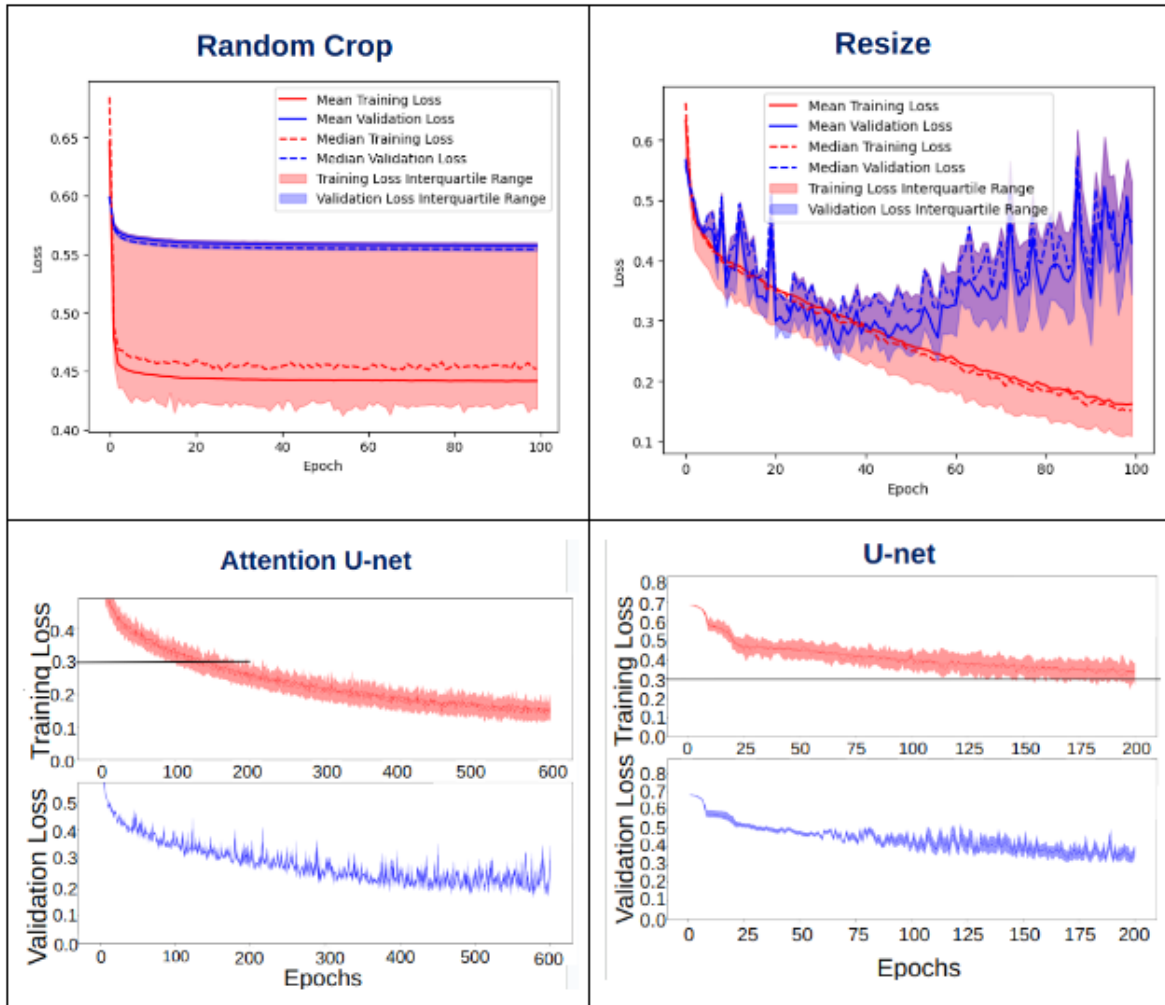 Random Crop
Mean Training Loss
Mean Validation Loss
Median Training Loss
Median Validation Loss
Training Loss Interquartile Range
Validation Loss Interquartile Range
0.65
0.60
0.55
0.50
0.45
0.40
Loss
0 20 40 60 80 100
Epoch
Resize
Mean Training Loss
Mean Validation Loss
Median Training Loss
Median Validation Loss
Training Loss Interquartile Range
Validation Loss Interquartile Range
0.6
0.5
0.4
0.3
0.2
0.1
Loss
0 20 40 60 80 100
Epoch
Attention U-net
Training Loss
0.4
0.3
0.2
0.1
0.0
0 100 200 300 400 500 600
Validation Loss
0.5
0.4
0.3
0.2
0.1
0.0
0 100 200 300 400 500 600
Epochs
U-net
Training Loss
0.8
0.7
0.6
0.5
0.4
0.3
0.2
0.1
0.0
0 25 50 75 100 125 150 175 200
Validation Loss
0.8
0.7
0.6
0.5
0.4
0.3
0.2
0.0
0 25 50 75 100 125 150 175 200
Epochs